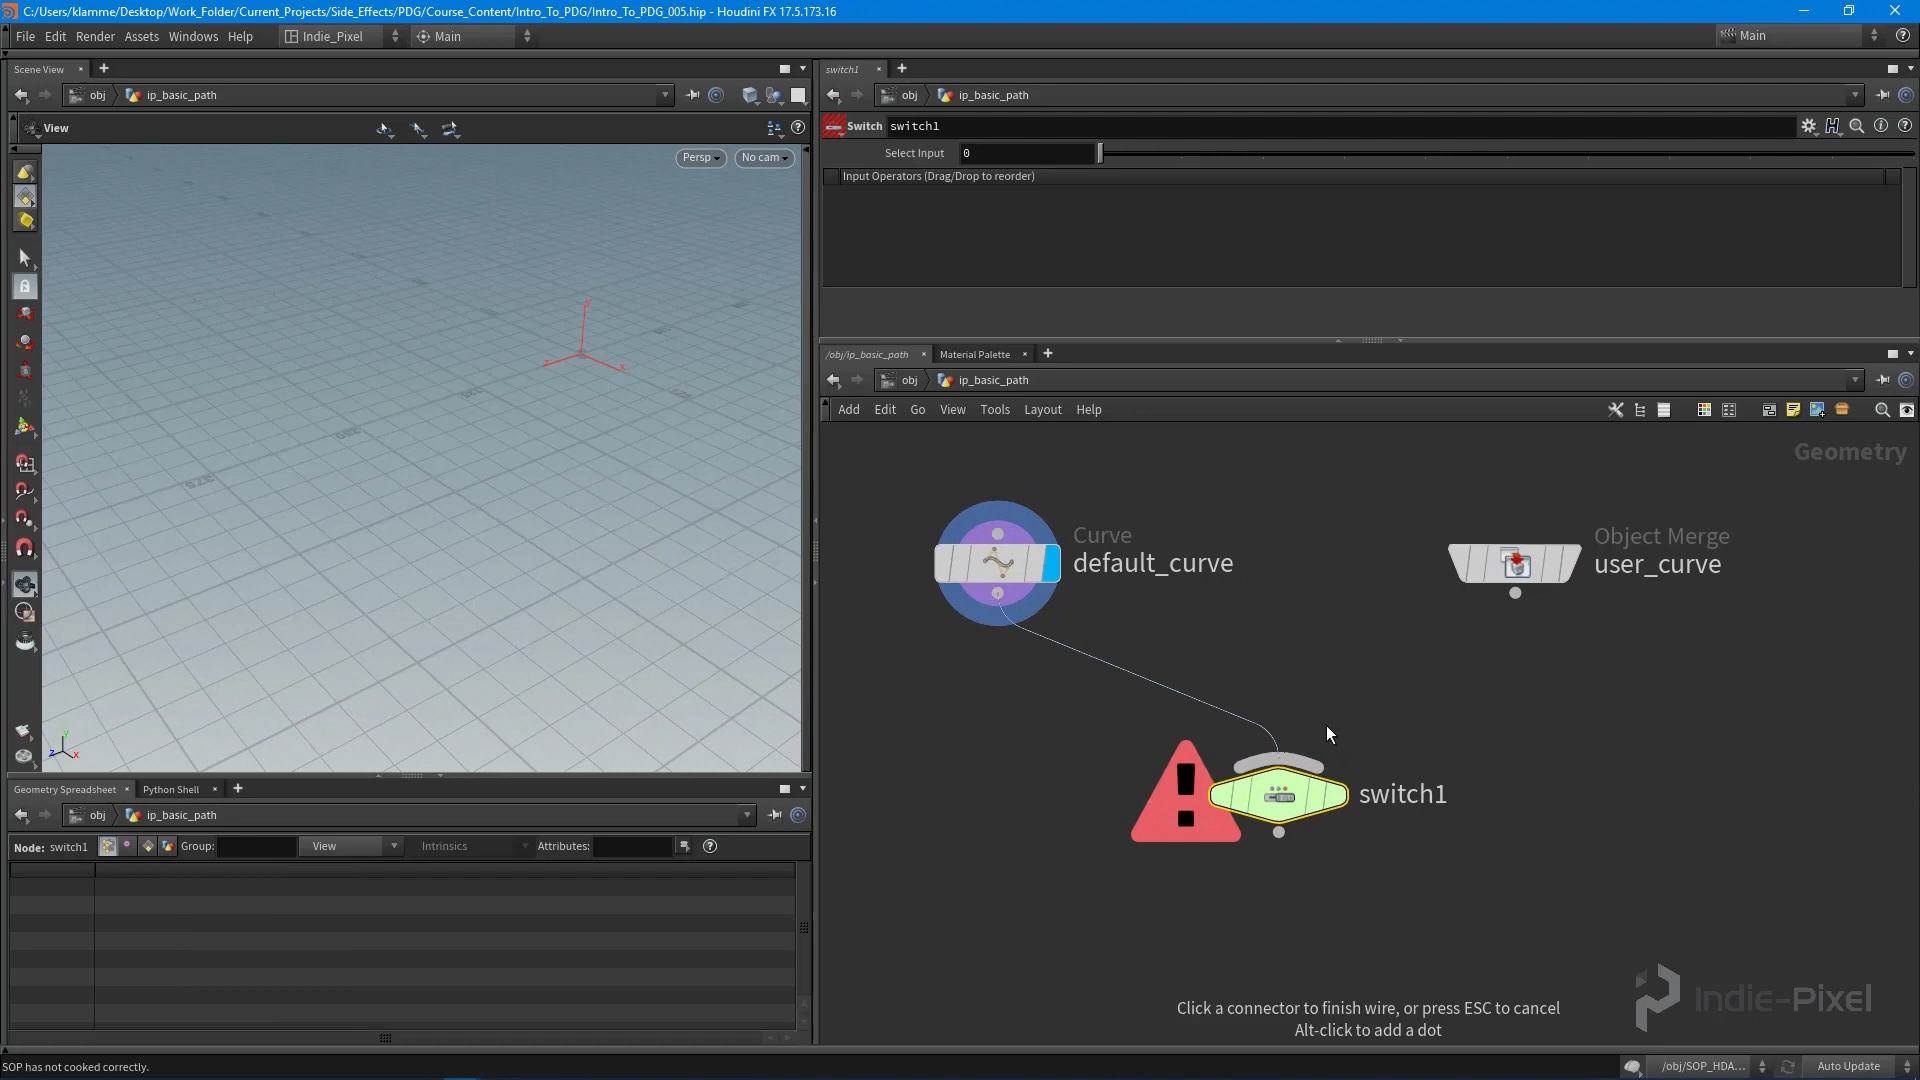 C:/Users/klamme/Desktop/Work_Folder/Current_Projects/Side_Effects/PDG/Course_Content/Intro_To_PDG/Intro_To_PDG_005.hip - Houdini FX 17.5.173.16
File Edit Render Assets Windows Help Indie_Pixel Main Main
Scene View
obj ip_basic_path
View
Persp No cam
y
z x
375
y
z x
switch1
obj ip_basic_path
Switch switch1
Select Input 0
Input Operators (Drag/Drop to reorder)
/obj/ip_basic_path Material Palette
obj ip_basic_path
Add Edit Go View Tools Layout Help
Geometry
Curve
default_curve
Object Merge
user_curve
switch1
Click a connector to finish wire, or press ESC to cancel
Alt-click to add a dot
Indie-Pixel
Geometry Spreadsheet Python Shell
obj ip_basic_path
Node: switch1 Group: View Intrinsics Attributes:
SOP has not cooked correctly.
/obj/SOP_HDA... Auto Update